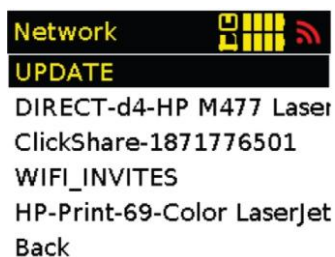 Network
UPDATE
DIRECT-d4-HP M477 Laser
ClickShare-1871776501
WIFI_INVITES
HP-Print-69-Color LaserJet
Back